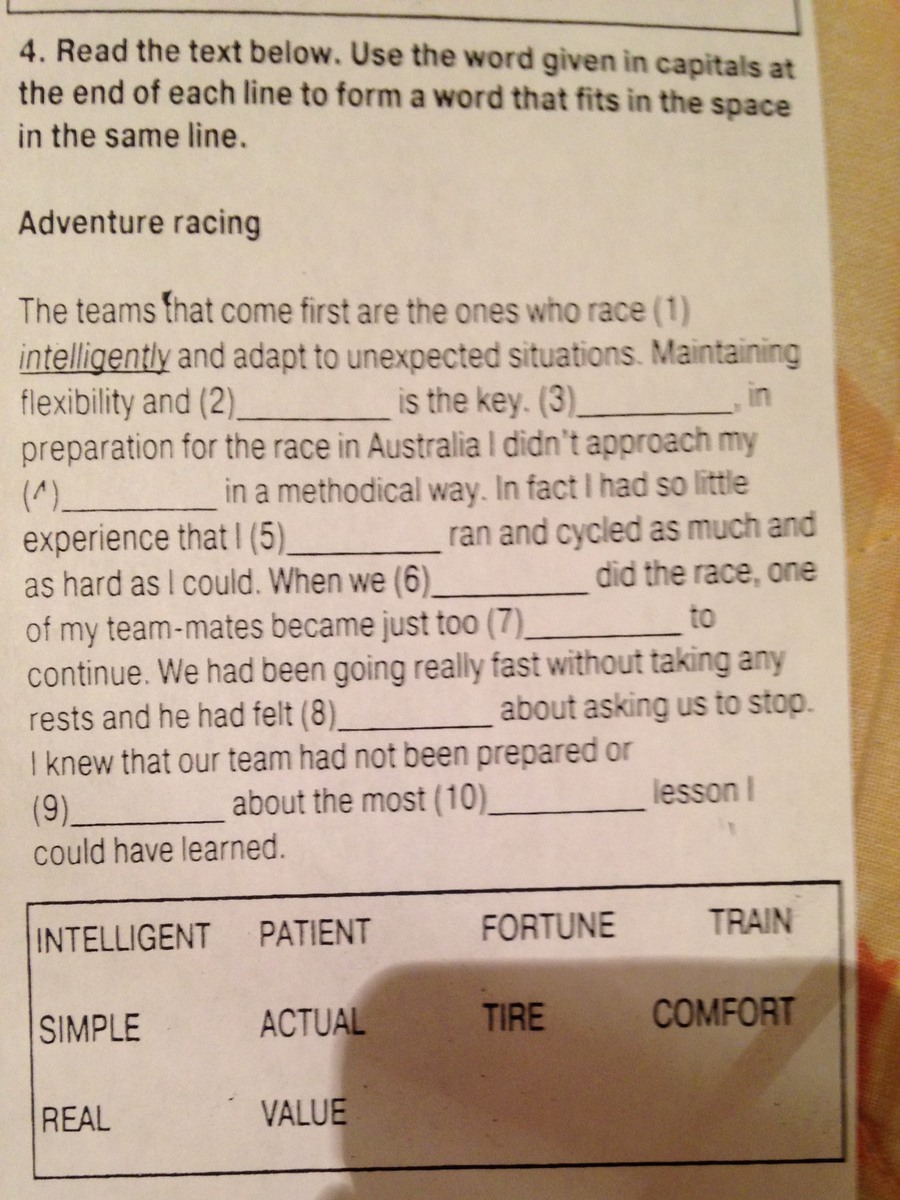 4. Read the text below. Use the word given in capitals at
the end of each line to form a word that fits in the space
in the same line.
Adventure racing
The teams that come first are the ones who race (1)
intelligently and adapt to unexpected situations. Maintaining
flexibility and (2)__________ is the key. (3)__________, in
preparation for the race in Australia I didn't approach my
(4)__________ in a methodical way. In fact I had so little
experience that I (5)__________ ran and cycled as much and
as hard as I could. When we (6)__________ did the race, one
of my team-mates became just too (7)__________ to
continue. We had been going really fast without taking any
rests and he had felt (8)__________ about asking us to stop.
I knew that our team had not been prepared or
(9)__________ about the most (10)__________ lesson I
could have learned.
INTELLIGENT PATIENT FORTUNE TRAIN
SIMPLE ACTUAL TIRE COMFORT
REAL VALUE